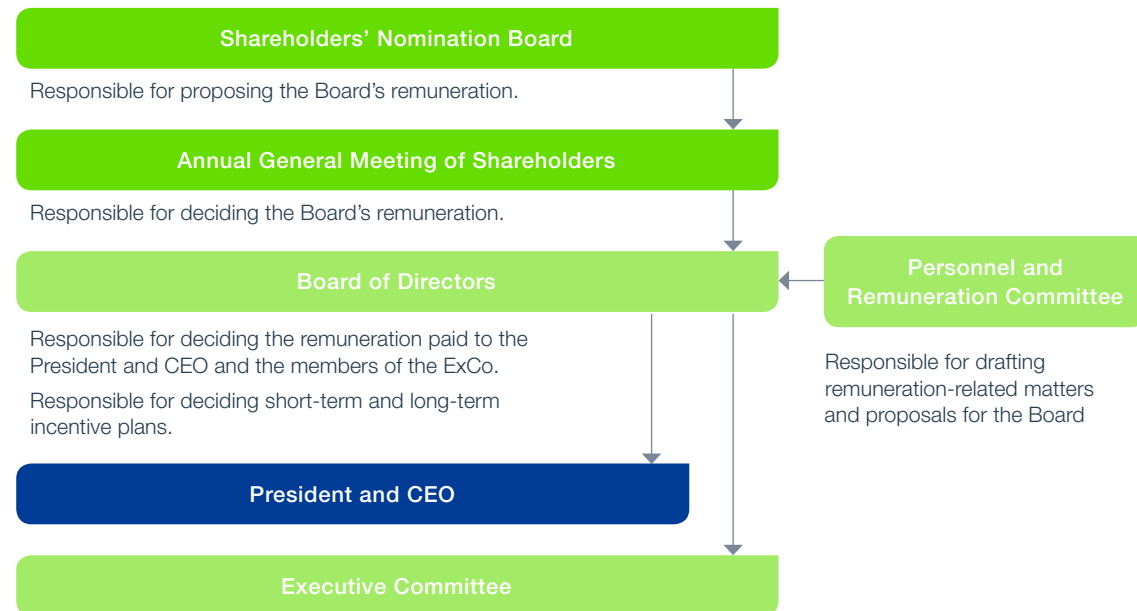 Shareholders’ Nomination Board
Responsible for proposing the Board’s remuneration.
Annual General Meeting of Shareholders
Responsible for deciding the Board’s remuneration.
Board of Directors
Personnel and
Remuneration Committee
Responsible for deciding the remuneration paid to the
President and CEO and the members of the ExCo.
Responsible for deciding short-term and long-term
incentive plans.
Responsible for drafting
remuneration-related matters
and proposals for the Board
President and CEO
Executive Committee